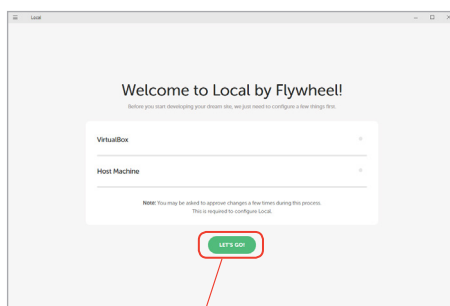 Local
Welcome to Local by Flywheel!
Before you start developing your dream site, we just need to configure a few things first.
VirtualBox
Host Machine
Note: You may be asked to approve changes a few times during this process.
This is required to configure Local.
LET'S GO!